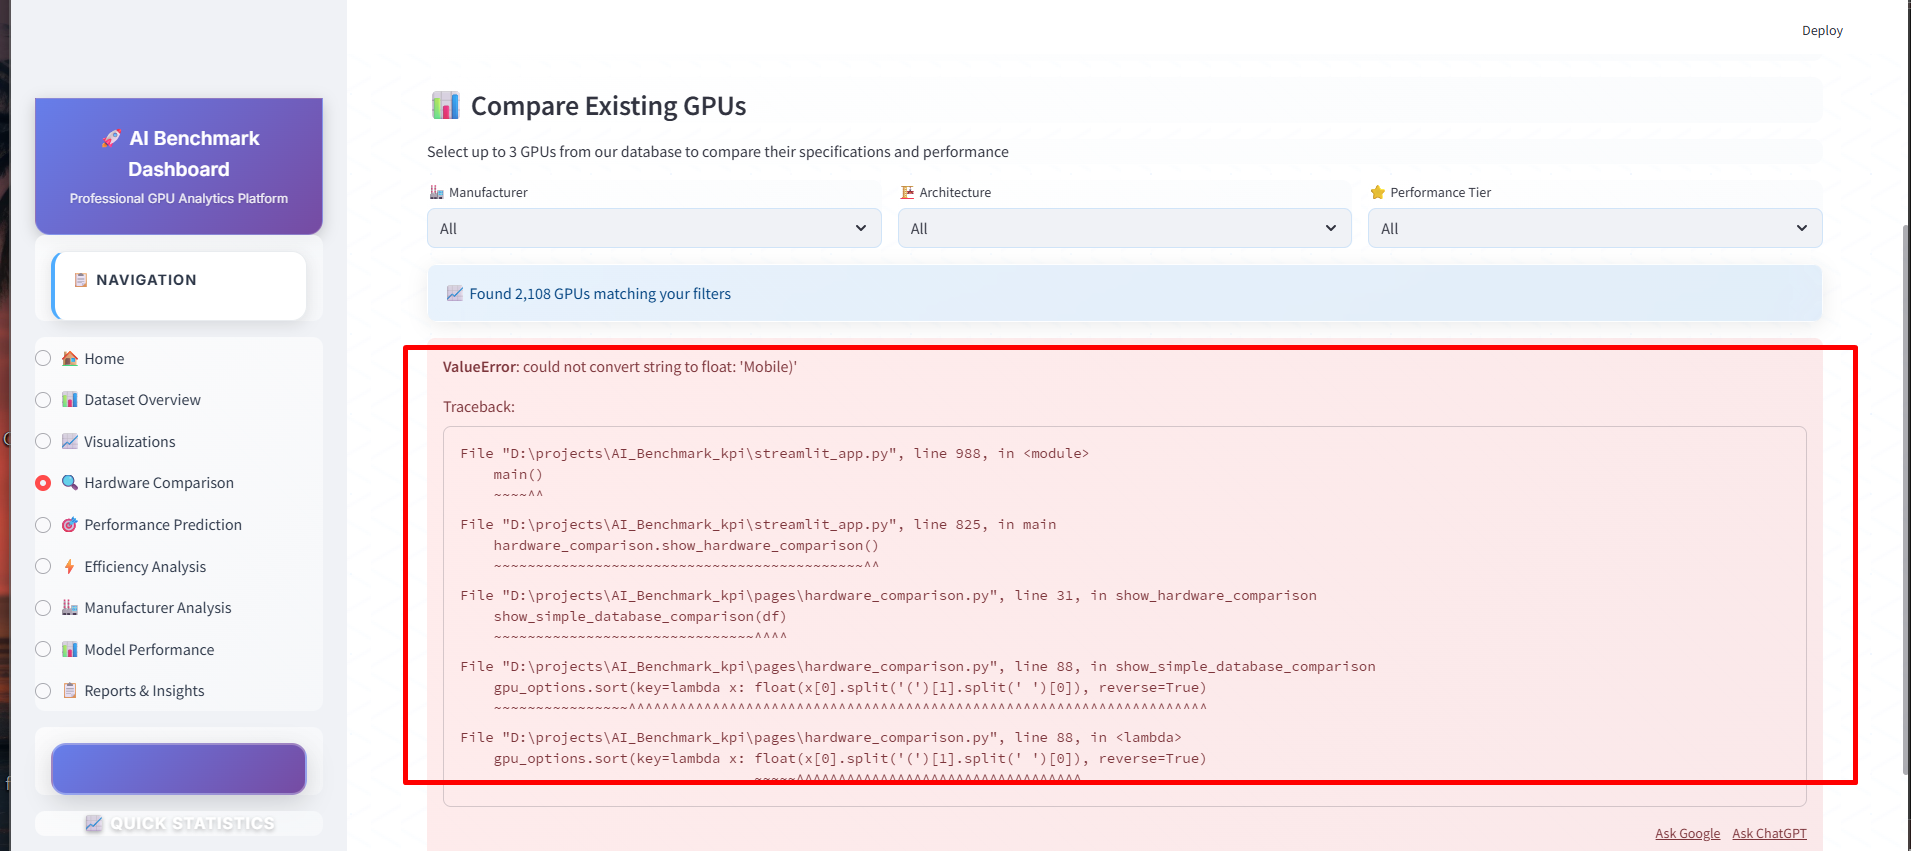 Deploy
🚀 AI Benchmark
Dashboard
Professional GPU Analytics Platform
📋 NAVIGATION
🏠 Home
📊 Dataset Overview
📈 Visualizations
🔍 Hardware Comparison
🎯 Performance Prediction
⚡ Efficiency Analysis
🏭 Manufacturer Analysis
📊 Model Performance
📋 Reports & Insights
📈 QUICK STATISTICS
📊 Compare Existing GPUs
Select up to 3 GPUs from our database to compare their specifications and performance
🏭 Manufacturer
All
🏗️ Architecture
All
⭐ Performance Tier
All
📈 Found 2,108 GPUs matching your filters
ValueError: could not convert string to float: 'Mobile)'
Traceback:
File "D:\projects\AI_Benchmark_kpi\streamlit_app.py", line 988, in <module>
    main()
    ~~~~^^
File "D:\projects\AI_Benchmark_kpi\streamlit_app.py", line 825, in main
    hardware_comparison.show_hardware_comparison()
    ~~~~~~~~~~~~~~~~~~~~~~~~~~~~~~~~~~~~~~~~~~~~^^
File "D:\projects\AI_Benchmark_kpi\pages\hardware_comparison.py", line 31, in show_hardware_comparison
    show_simple_database_comparison(df)
    ~~~~~~~~~~~~~~~~~~~~~~~~~~~~~~~^^^^
File "D:\projects\AI_Benchmark_kpi\pages\hardware_comparison.py", line 88, in show_simple_database_comparison
    gpu_options.sort(key=lambda x: float(x[0].split('(')[1].split(' ')[0]), reverse=True)
    ~~~~~~~~~~~~~~~~^^^^^^^^^^^^^^^^^^^^^^^^^^^^^^^^^^^^^^^^^^^^^^^^^^^^^^^^^^^^^^^^^^^^^
File "D:\projects\AI_Benchmark_kpi\pages\hardware_comparison.py", line 88, in <lambda>
    gpu_options.sort(key=lambda x: float(x[0].split('(')[1].split(' ')[0]), reverse=True)
                                   ~~~~~^^^^^^^^^^^^^^^^^^^^^^^^^^^^^^^^^^
Ask Google Ask ChatGPT